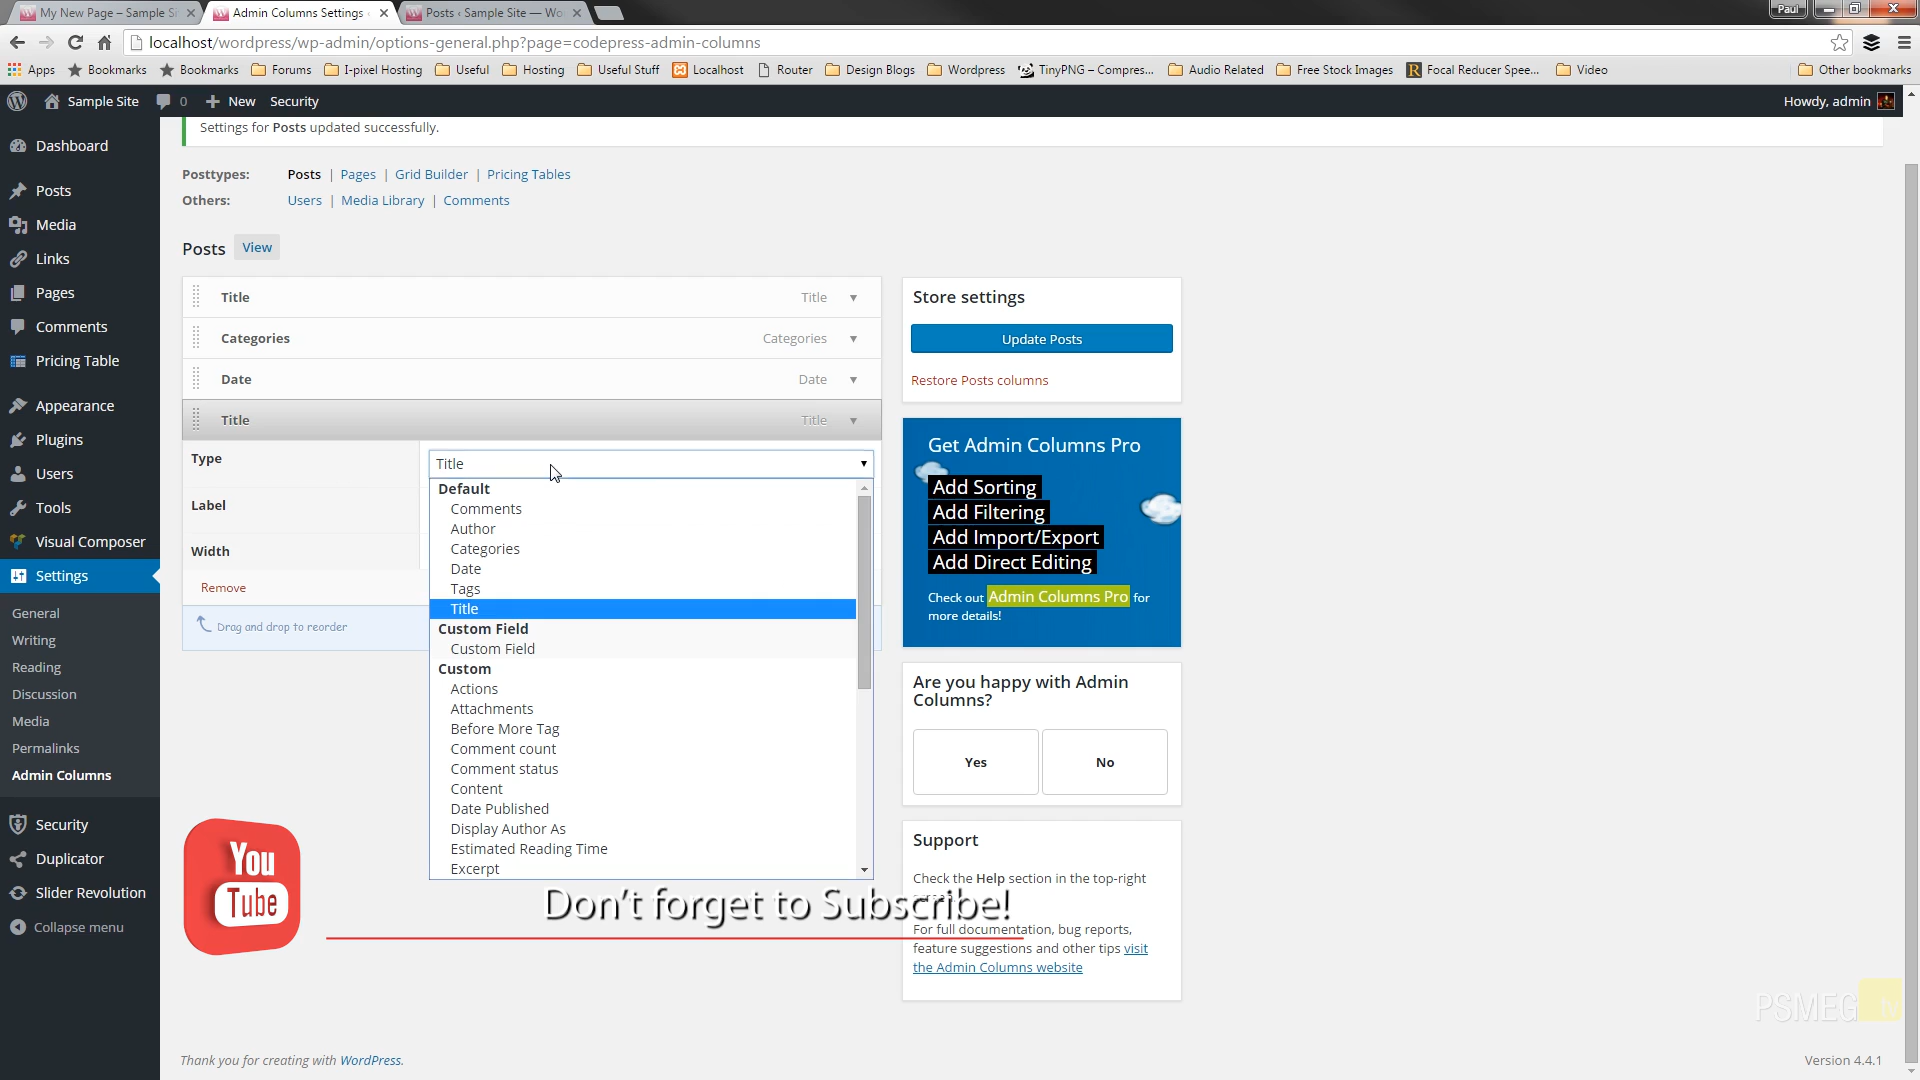 My New Page – Sample Si
Admin Columns Settings
Posts ‹ Sample Site — Wo
Paul
localhost/wordpress/wp-admin/options-general.php?page=codepress-admin-columns
Apps
Bookmarks
Bookmarks
Forums
I-pixel Hosting
Useful
Hosting
Useful Stuff
Localhost
Router
Design Blogs
Wordpress
TinyPNG – Compres...
Audio Related
Free Stock Images
Focal Reducer Spee...
Video
Other bookmarks
Sample Site
0
New
Security
Howdy, admin
Dashboard
Posts
Media
Links
Pages
Comments
Pricing Table
Appearance
Plugins
Users
Tools
Visual Composer
Settings
General
Writing
Reading
Discussion
Media
Permalinks
Admin Columns
Security
Duplicator
Slider Revolution
Collapse menu
Settings for Posts updated successfully.
Posttypes: Posts | Pages | Grid Builder | Pricing Tables
Others: Users | Media Library | Comments
Posts View
Title Title
Categories Categories
Date Date
Title Title
Type
Label
Width
Remove
Drag and drop to reorder
Title
Default
Comments
Author
Categories
Date
Tags
Title
Custom Field
Custom Field
Custom
Actions
Attachments
Before More Tag
Comment count
Comment status
Content
Date Published
Display Author As
Estimated Reading Time
Excerpt
Store settings
Update Posts
Restore Posts columns
Get Admin Columns Pro
Add Sorting
Add Filtering
Add Import/Export
Add Direct Editing
Check out Admin Columns Pro for
more details!
Are you happy with Admin
Columns?
Yes
No
Support
Check the Help section in the top-right
For full documentation, bug reports,
feature suggestions and other tips visit
the Admin Columns website
You
Tube
Don't forget to Subscribe!
PSMEG
Thank you for creating with WordPress.
Version 4.4.1